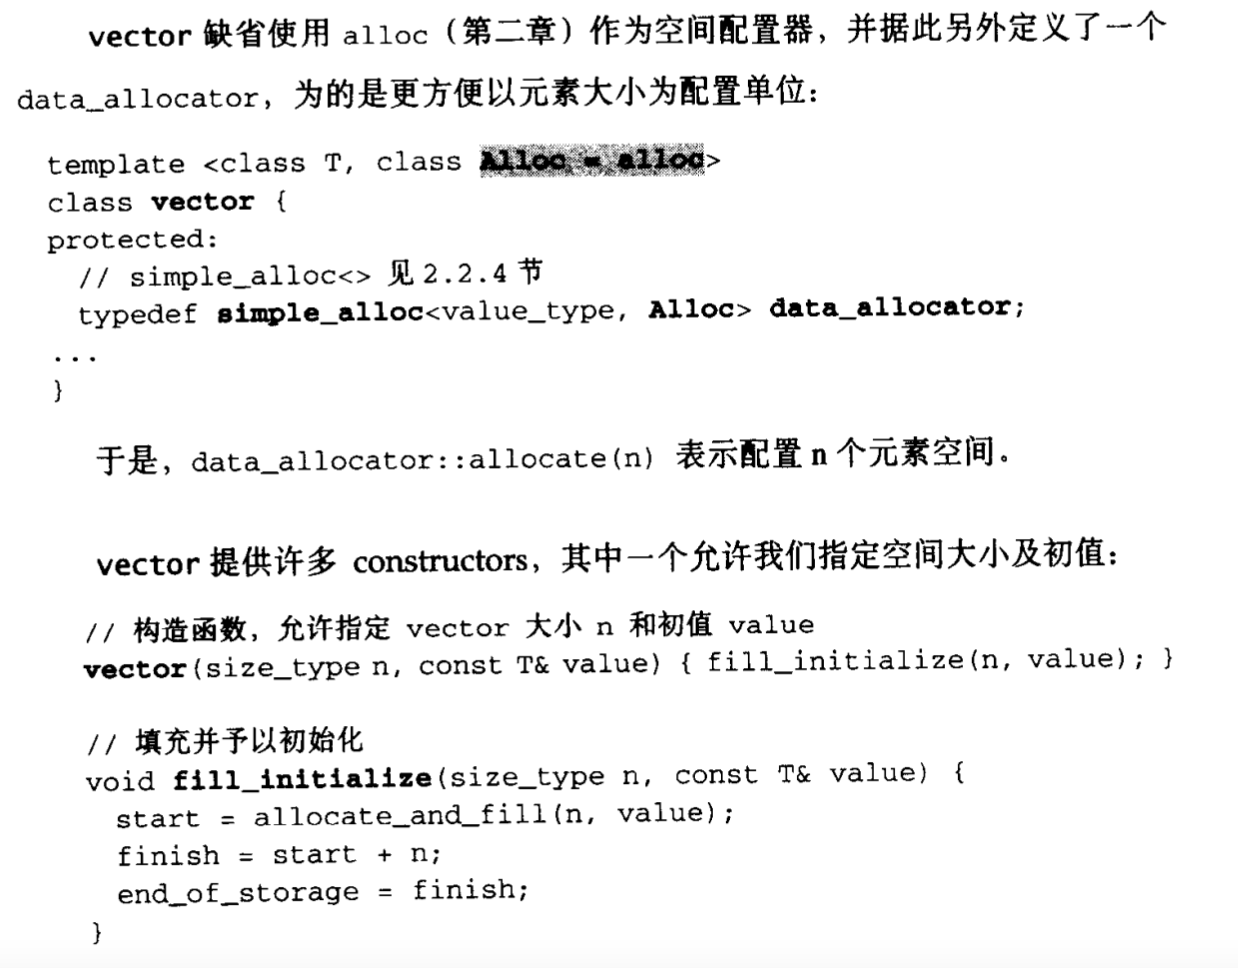 vector 缺省使用 alloc（第二章）作为空间配置器，并据此另外定义了一个
data_allocator，为的是更方便以元素大小为配置单位：
template <class T, class Alloc = alloc>
class vector {
protected:
// simple_alloc<> 见 2.2.4 节
typedef simple_alloc<value_type, Alloc> data_allocator;
...
}
于是，data_allocator::allocate(n) 表示配置 n 个元素空间。
vector 提供许多 constructors，其中一个允许我们指定空间大小及初值：
// 构造函数，允许指定 vector 大小 n 和初值 value
vector(size_type n, const T& value) { fill_initialize(n, value); }
// 填充并予以初始化
void fill_initialize(size_type n, const T& value) {
start = allocate_and_fill(n, value);
finish = start + n;
end_of_storage = finish;
}